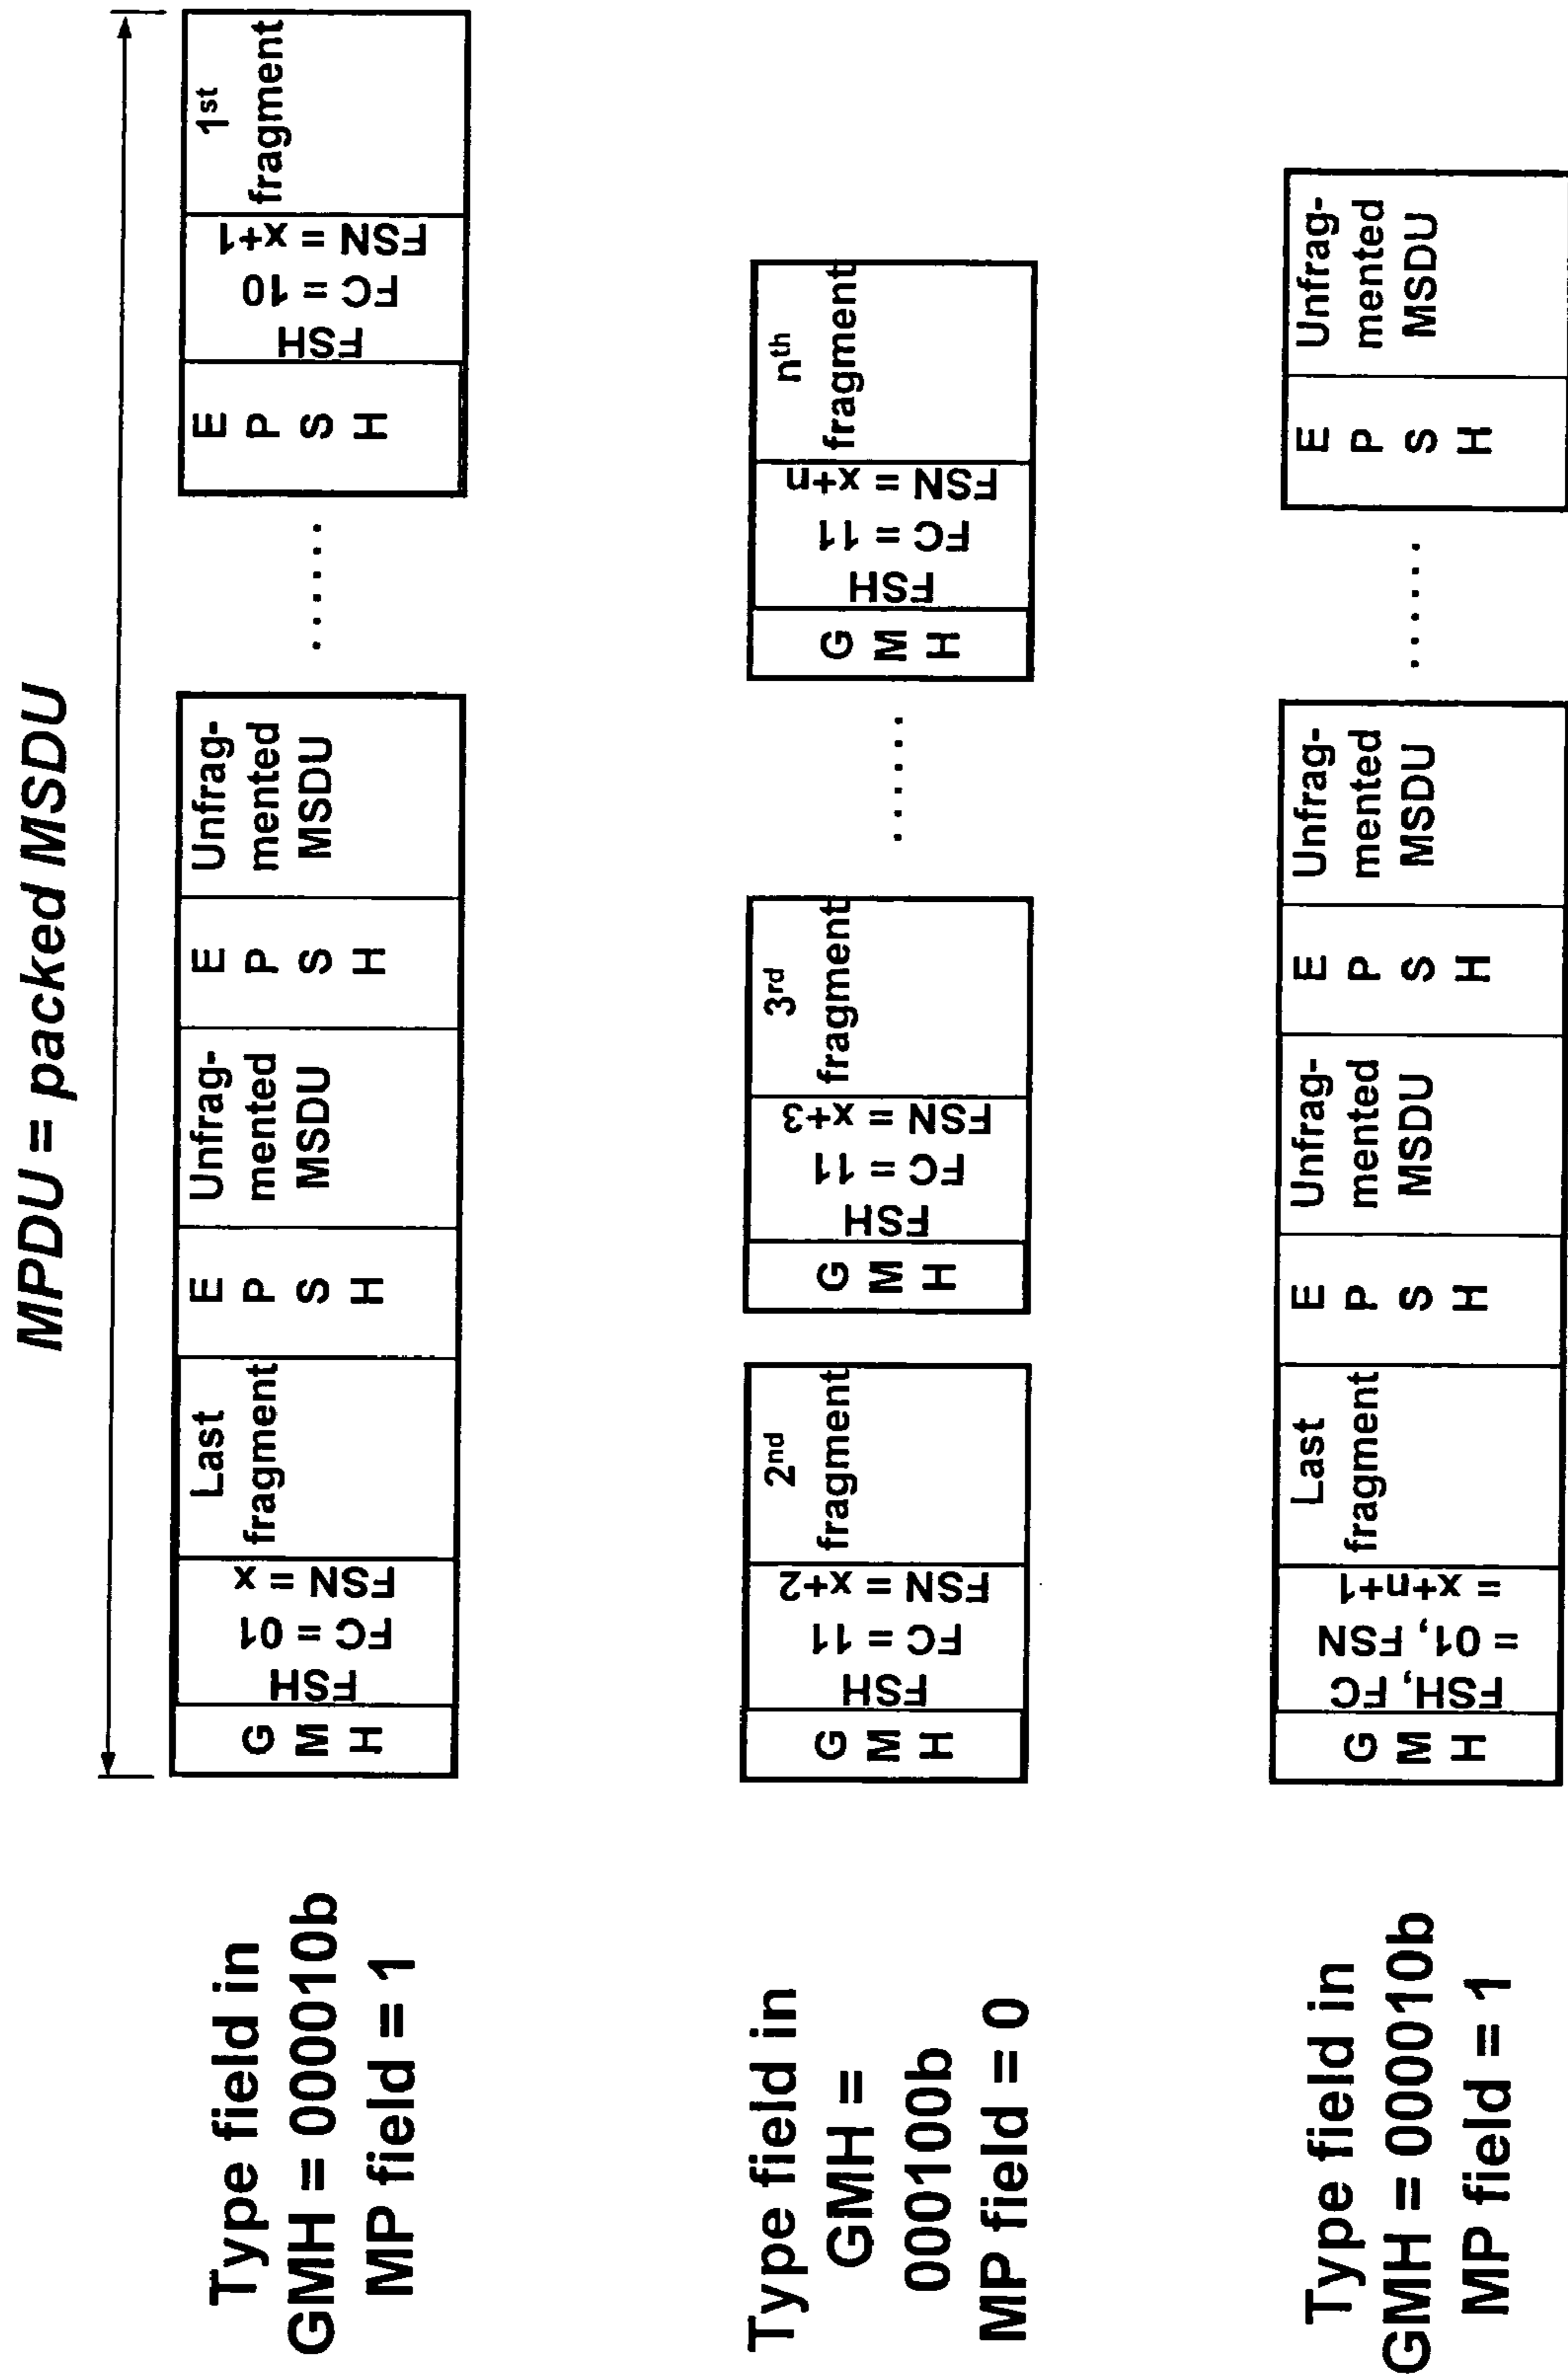 MPDU = packed MSDU
Type field in
GMH = 000010b
MP field = 1
G
M
H
FSH
FC = 01
FSN = x
Last
fragment
E
P
S
H
Unfrag-
mented
MSDU
E
P
S
H
Unfrag-
mented
MSDU
......
E
P
S
H
FSH
FC = 10
FSN = x+1
1st
fragment
Type field in
GMH =
000100b
MP field = 0
G
M
H
FSH
FC = 11
FSN = x+2
2nd
fragment
G
M
H
FSH
FC = 11
FSN = x+3
3rd
fragment
......
G
M
H
FSH
FC = 11
FSN = x+n
nth
fragment
Type field in
GMH = 000010b
MP field = 1
G
M
H
FSH, FC
= 01, FSN
= x+n+1
Last
fragment
E
P
S
H
Unfrag-
mented
MSDU
E
P
S
H
Unfrag-
mented
MSDU
......
E
P
S
H
Unfrag-
mented
MSDU